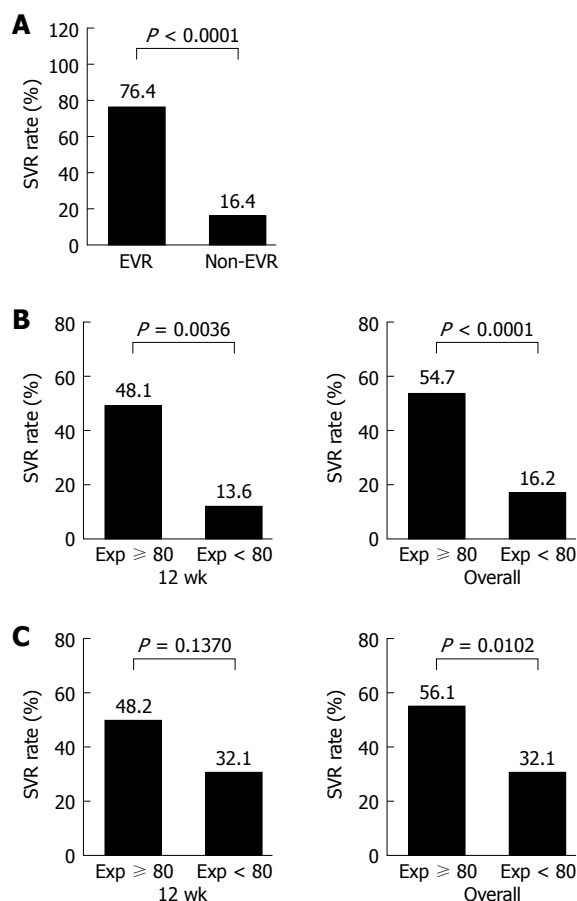 A
P < 0.0001
120
100
80
60
40
20
0
SVR rate (%)
76.4
16.4
EVR Non-EVR
B
P = 0.0036
80
60
40
20
0
SVR rate (%)
48.1
13.6
Exp ⩾ 80 Exp < 80
12 wk
P < 0.0001
80
60
40
20
0
SVR rate (%)
54.7
16.2
Exp ⩾ 80 Exp < 80
Overall
C
P = 0.1370
80
60
40
20
0
SVR rate (%)
48.2
32.1
Exp ⩾ 80 Exp < 80
12 wk
P = 0.0102
80
60
40
20
0
SVR rate (%)
56.1
32.1
Exp ⩾ 80 Exp < 80
Overall